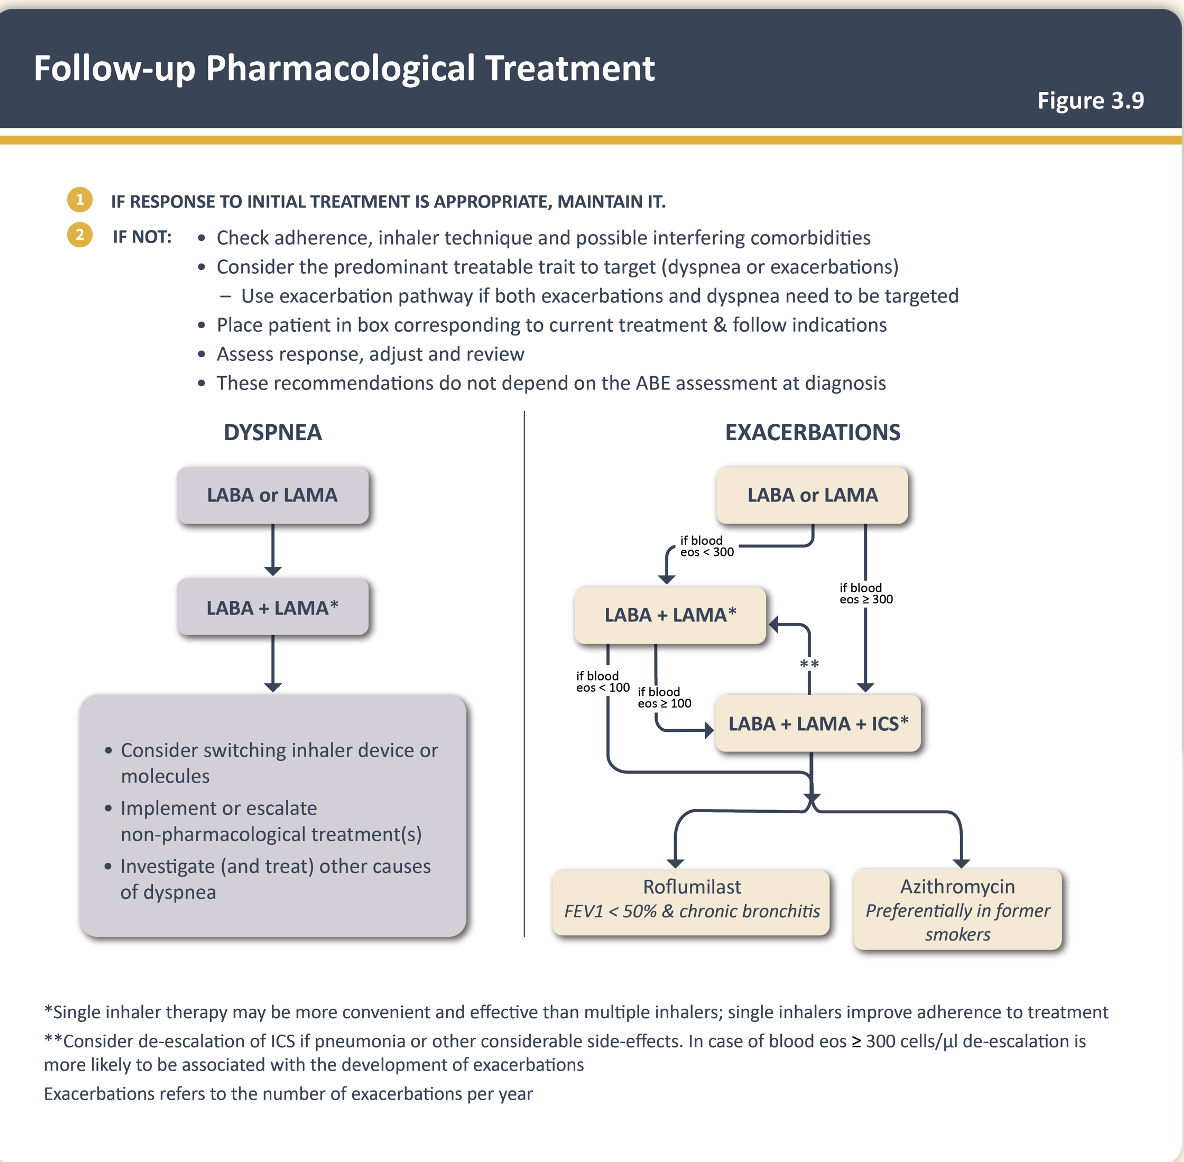 Follow-up Pharmacological Treatment
Figure 3.9
1 IF RESPONSE TO INITIAL TREATMENT IS APPROPRIATE, MAINTAIN IT.
2 IF NOT: • Check adherence, inhaler technique and possible interfering comorbidities
• Consider the predominant treatable trait to target (dyspnea or exacerbations)
– Use exacerbation pathway if both exacerbations and dyspnea need to be targeted
• Place patient in box corresponding to current treatment & follow indications
• Assess response, adjust and review
• These recommendations do not depend on the ABE assessment at diagnosis
DYSPNEA
LABA or LAMA
LABA + LAMA*
• Consider switching inhaler device or
molecules
• Implement or escalate
non-pharmacological treatment(s)
• Investigate (and treat) other causes
of dyspnea
EXACERBATIONS
LABA or LAMA
if blood
eos < 300
if blood
eos ≥ 300
LABA + LAMA*
**
if blood
eos < 100
if blood
eos ≥ 100
LABA + LAMA + ICS*
Roflumilast
FEV1 < 50% & chronic bronchitis
Azithromycin
Preferentially in former
smokers
*Single inhaler therapy may be more convenient and effective than multiple inhalers; single inhalers improve adherence to treatment
**Consider de-escalation of ICS if pneumonia or other considerable side-effects. In case of blood eos ≥ 300 cells/µl de-escalation is
more likely to be associated with the development of exacerbations
Exacerbations refers to the number of exacerbations per year